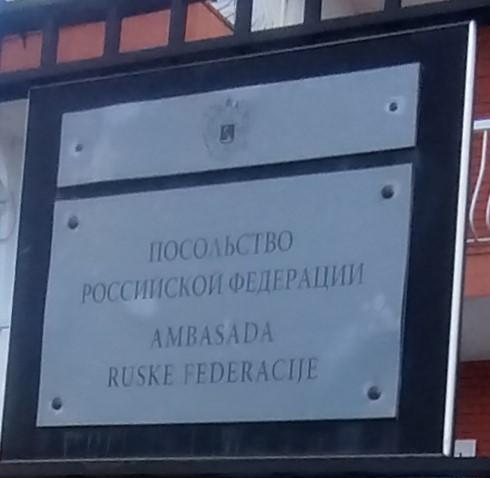 ПОСОЛЬСТВО
РОССИЙСКОЙ ФЕДЕРАЦИИ
AMBASADA
RUSKE FEDERACIJE